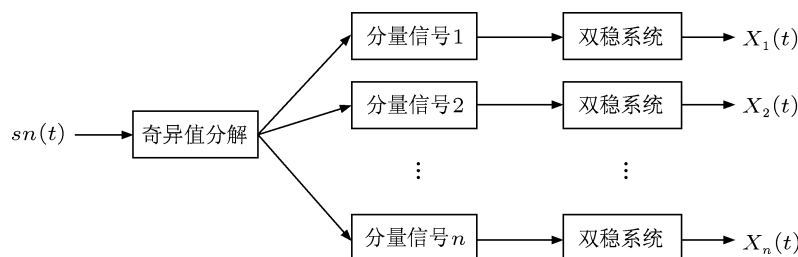 分量信号1
双稳系统
X₁(t)
分量信号2
双稳系统
X₂(t)
sn(t)
奇异值分解
⋮
⋮
分量信号n
双稳系统
Xₙ(t)